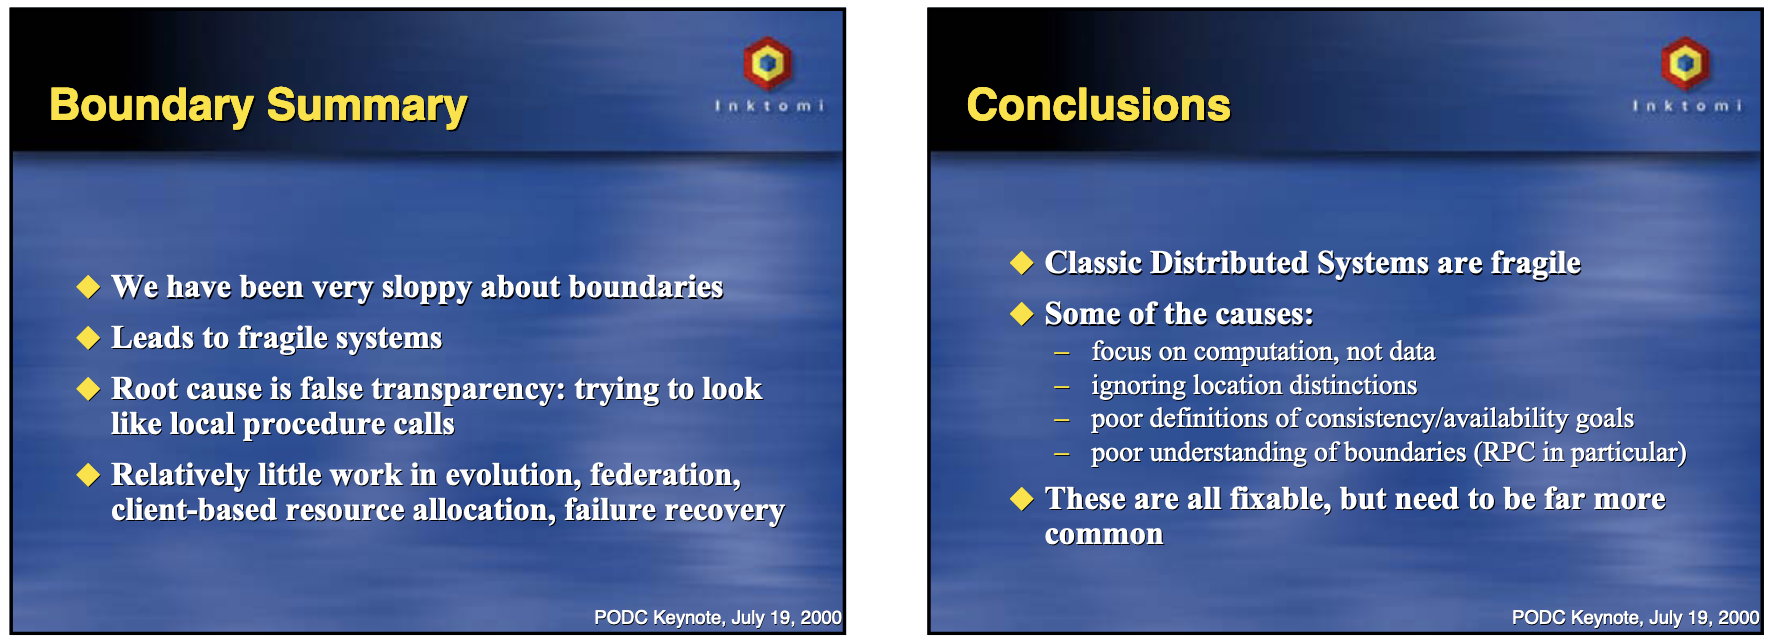 Boundary Summary
Inktomi
We have been very sloppy about boundaries
Leads to fragile systems
Root cause is false transparency: trying to look
like local procedure calls
Relatively little work in evolution, federation,
client-based resource allocation, failure recovery
PODC Keynote, July 19, 2000
Conclusions
Inktomi
Classic Distributed Systems are fragile
Some of the causes:
– focus on computation, not data
– ignoring location distinctions
– poor definitions of consistency/availability goals
– poor understanding of boundaries (RPC in particular)
These are all fixable, but need to be far more
common
PODC Keynote, July 19, 2000